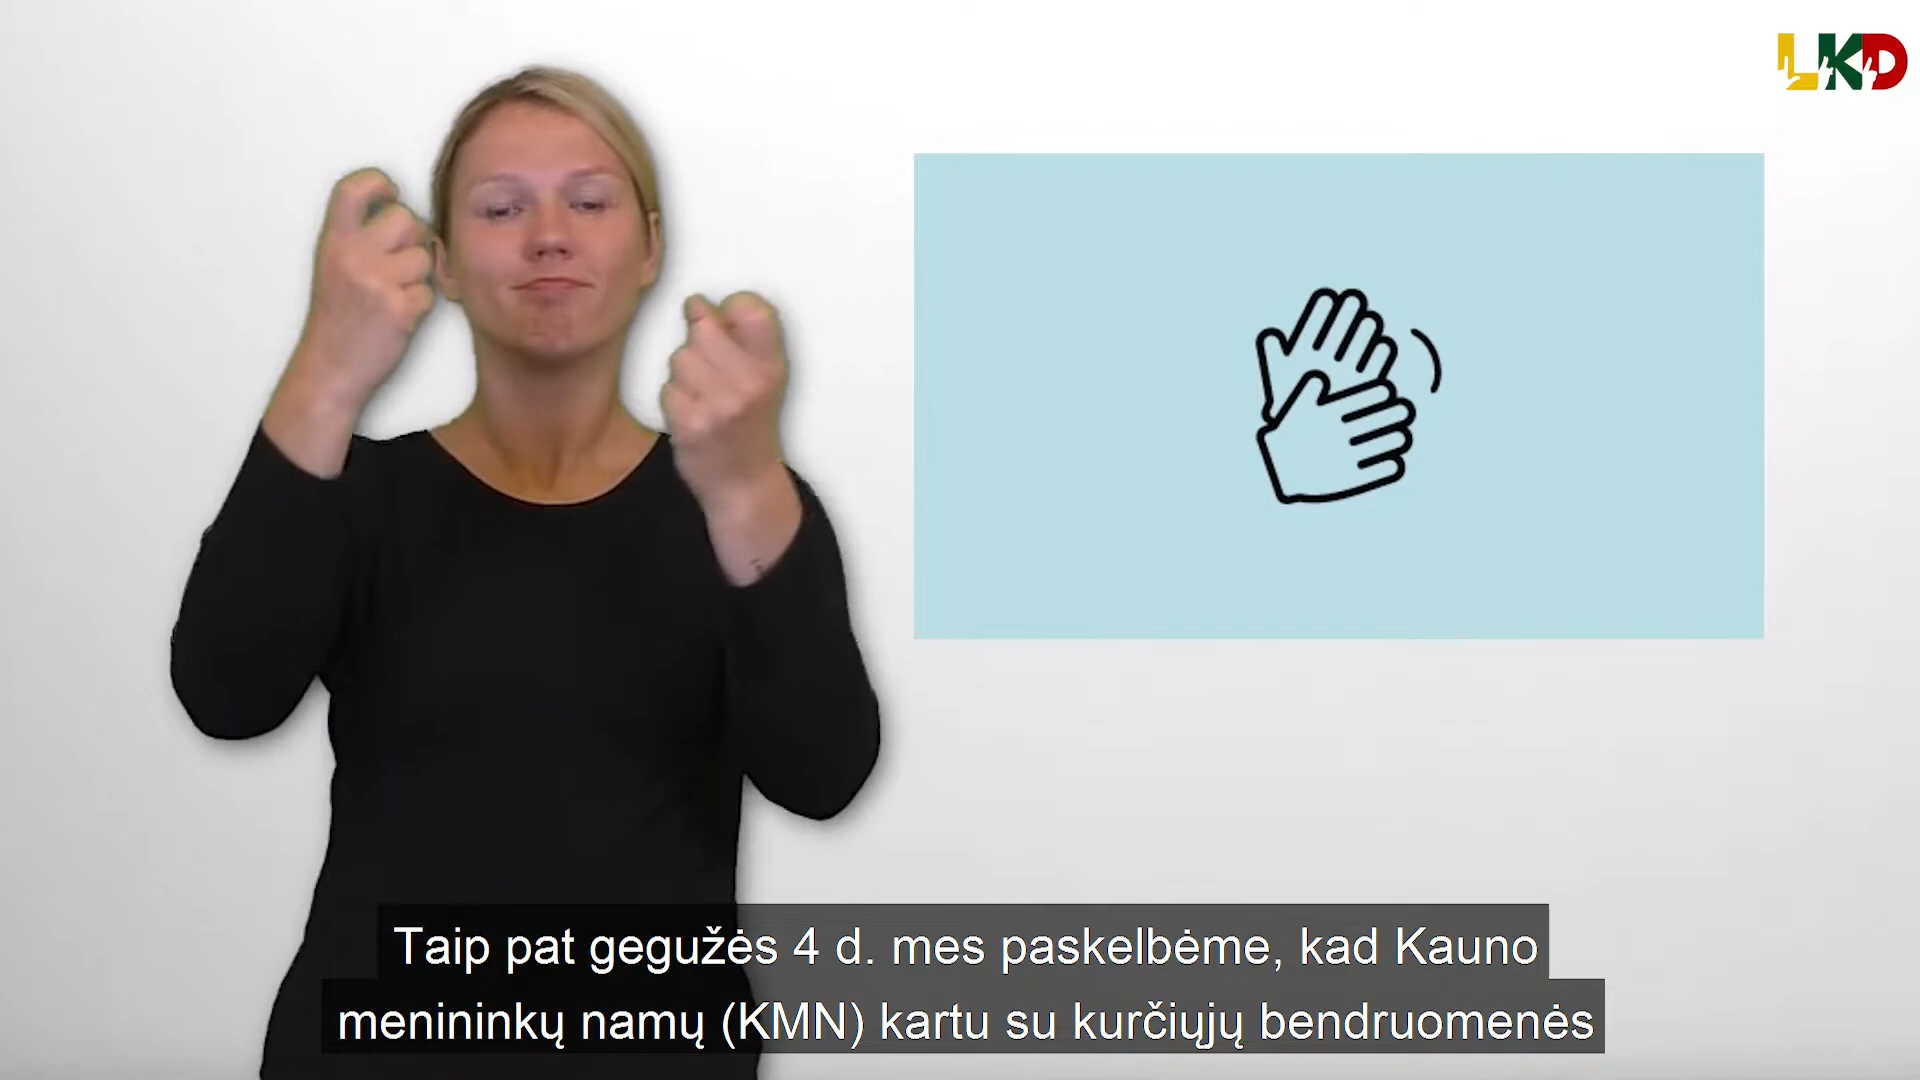 LKD
Taip pat gegužės 4 d. mes paskelbėme, kad Kauno
menininkų namų (KMN) kartu su kurčiųjų bendruomenės